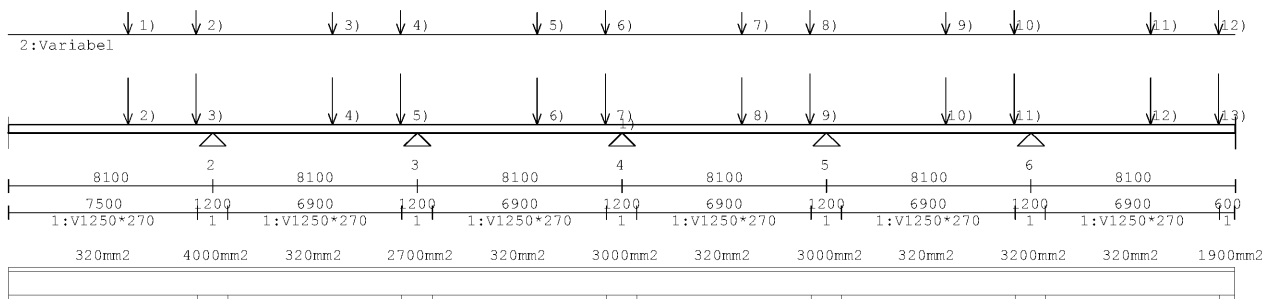 1) 2) 3) 4) 5) 6) 7) 8) 9) 10) 11) 12)
2:Variabel
2) 3) 4) 5) 6) 7) 1) 8) 9) 10) 11) 12) 13)
2 3 4 5 6
8100 8100 8100 8100 8100 8100
7500 1200 6900 1200 6900 1200 6900 1200 6900 1200 6900 600
1:V1250*270 1 1:V1250*270 1 1:V1250*270 1 1:V1250*270 1 1:V1250*270 1 1:V1250*270 1
320mm2 4000mm2 320mm2 2700mm2 320mm2 3000mm2 320mm2 3000mm2 320mm2 3200mm2 320mm2 1900mm2